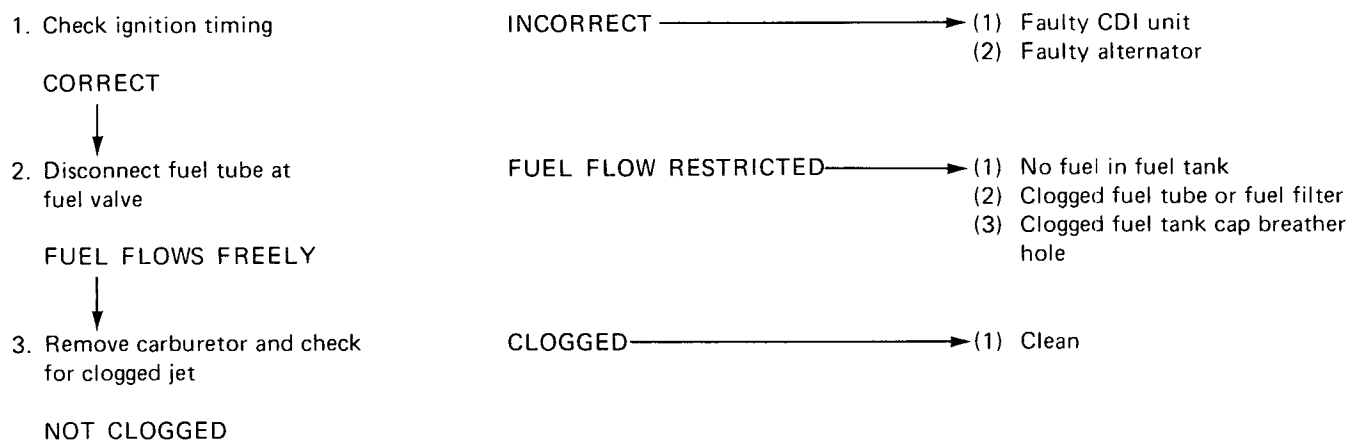 1. Check ignition timing INCORRECT (1) Faulty CDI unit
(2) Faulty alternator
CORRECT
2. Disconnect fuel tube at FUEL FLOW RESTRICTED (1) No fuel in fuel tank
fuel valve (2) Clogged fuel tube or fuel filter
(3) Clogged fuel tank cap breather
FUEL FLOWS FREELY hole
3. Remove carburetor and check CLOGGED (1) Clean
for clogged jet
NOT CLOGGED